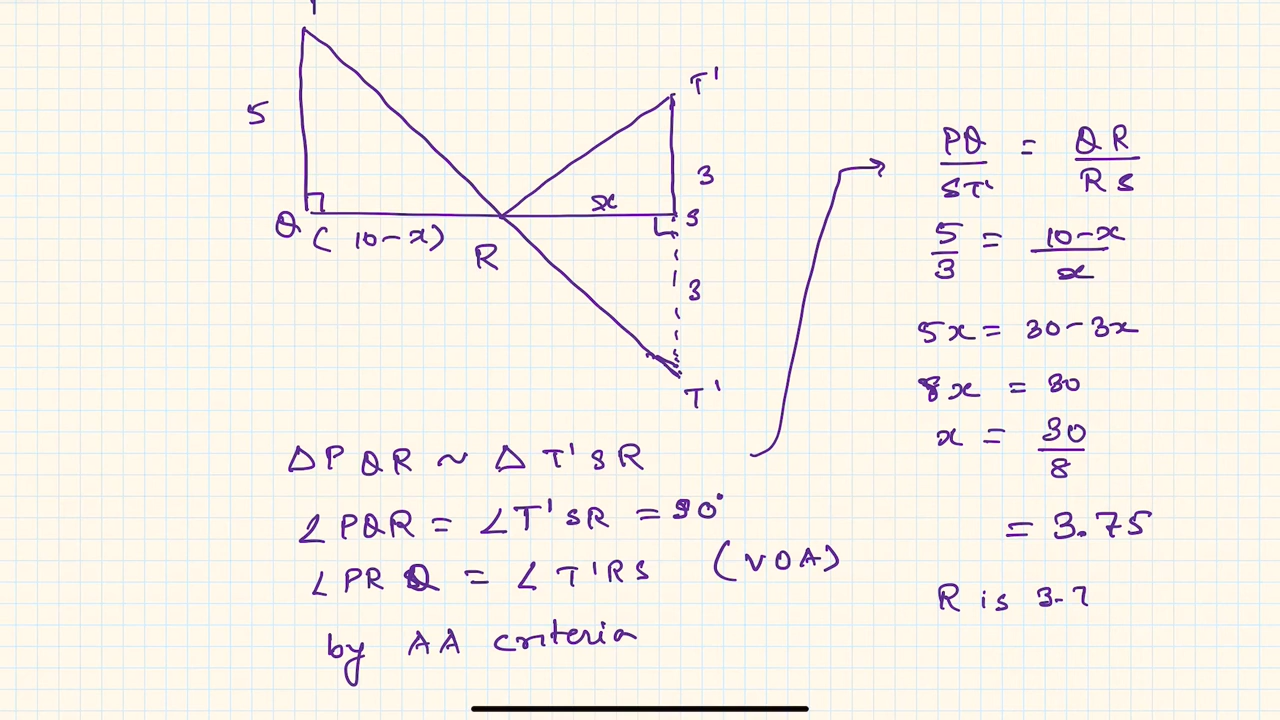 5
T'
3
x
Q
S
( 10-x)
R
3
T'
ΔPQR ~ ΔT'SR
∠PQR = ∠T'SR = 90°
∠PRQ = ∠T'RS (VOA)
by AA criteria
PQ/ST' = QR/RS
5/3 = 10-x/x
5x = 30-3x
8x = 30
x = 30/8
= 3.75
R is 3.7